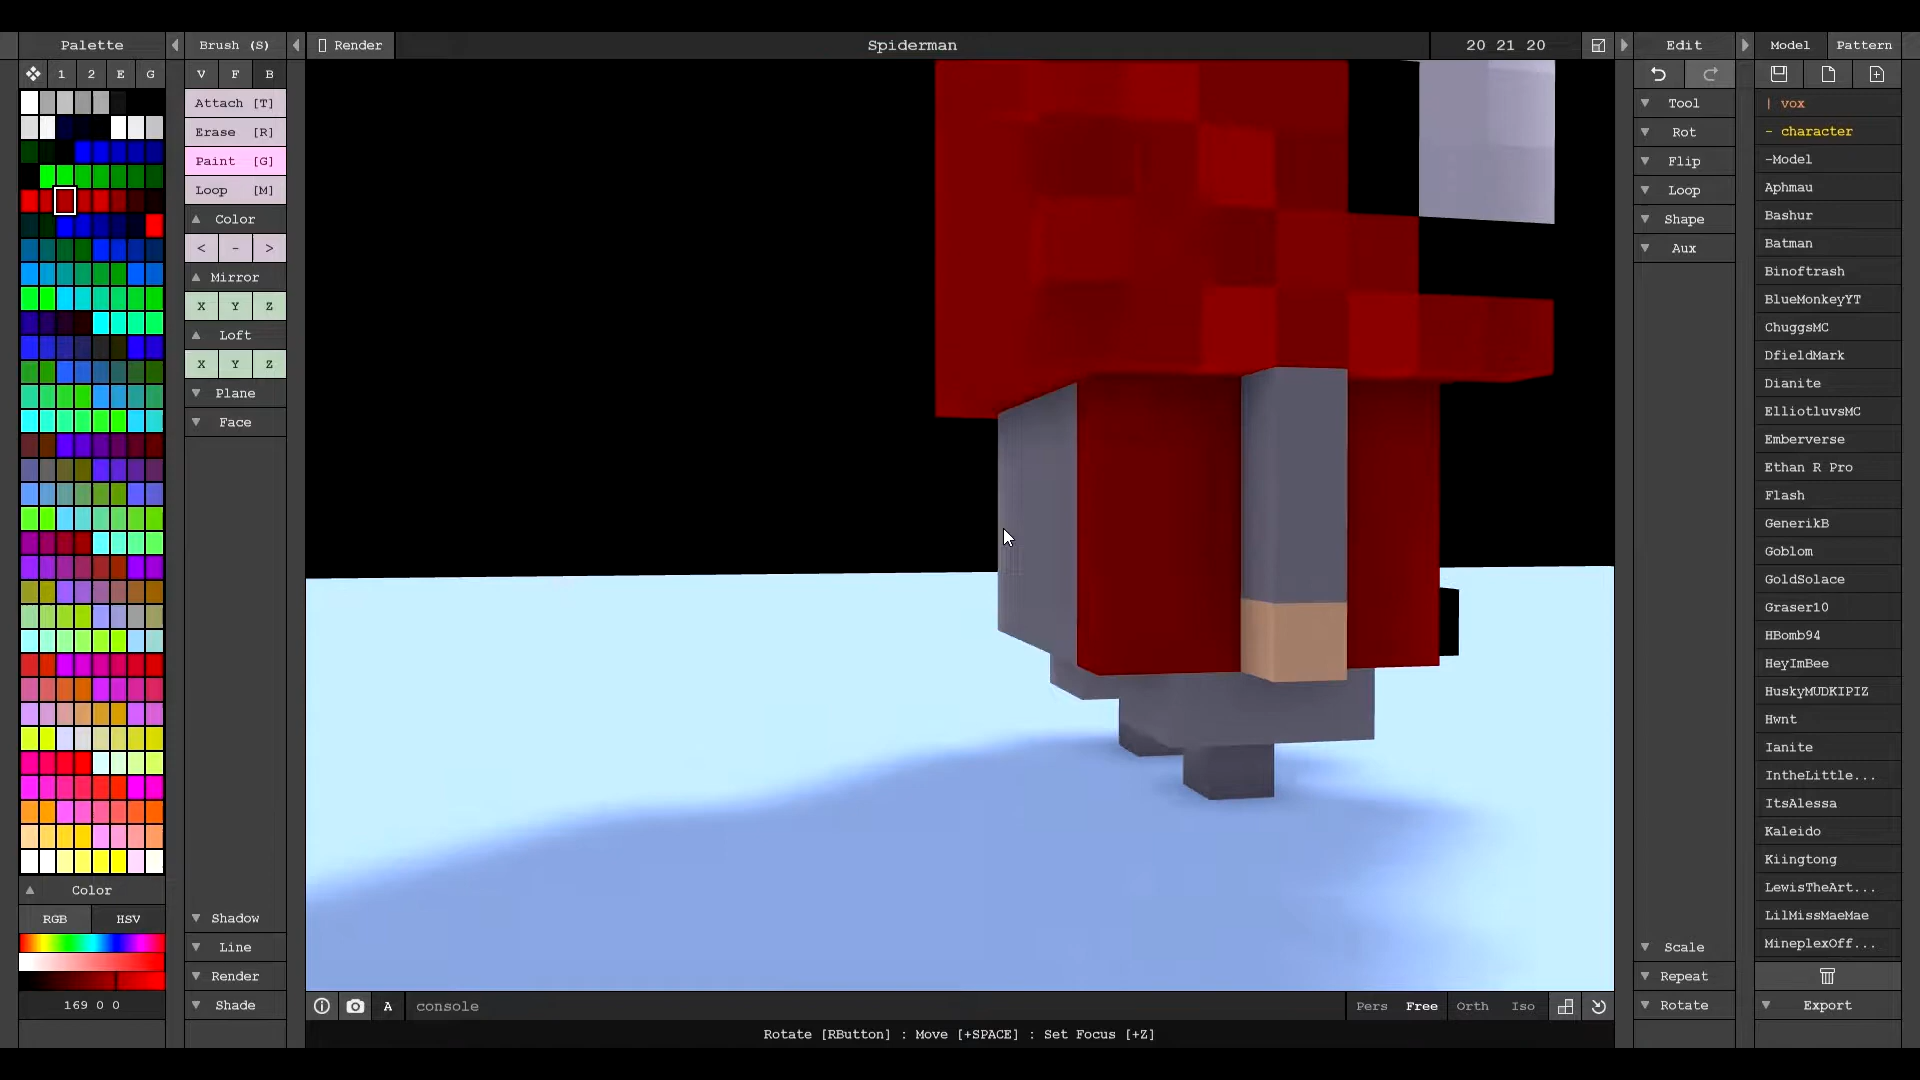 Palette
Brush (S)
Render
Spiderman
20 21 20
Edit
Model
Pattern
1
2
E
G
V
F
B
Attach [T]
Erase [R]
Paint [G]
Loop [M]
Color
< - >
Mirror
X Y Z
Loft
X Y Z
Plane
Face
Shadow
Line
Render
Shade
Color
RGB
HSV
169 0 0
A
console
Pers
Free
Orth
Iso
Rotate [RButton] : Move [+SPACE] : Set Focus [+Z]
Tool
Rot
Flip
Loop
Shape
Aux
Scale
Repeat
Rotate
| vox
- character
-Model
Aphmau
Bashur
Batman
Binoftrash
BlueMonkeyYT
ChuggsMC
DfieldMark
Dianite
ElliotluvsMC
Emberverse
Ethan R Pro
Flash
GenerikB
Goblom
GoldSolace
Graser10
HBomb94
HeyImBee
HuskyMUDKIPIZ
Hwnt
Ianite
IntheLittle...
ItsAlessa
Kaleido
Kiingtong
LewisTheArt...
LilMissMaeMae
MineplexOff...
Export